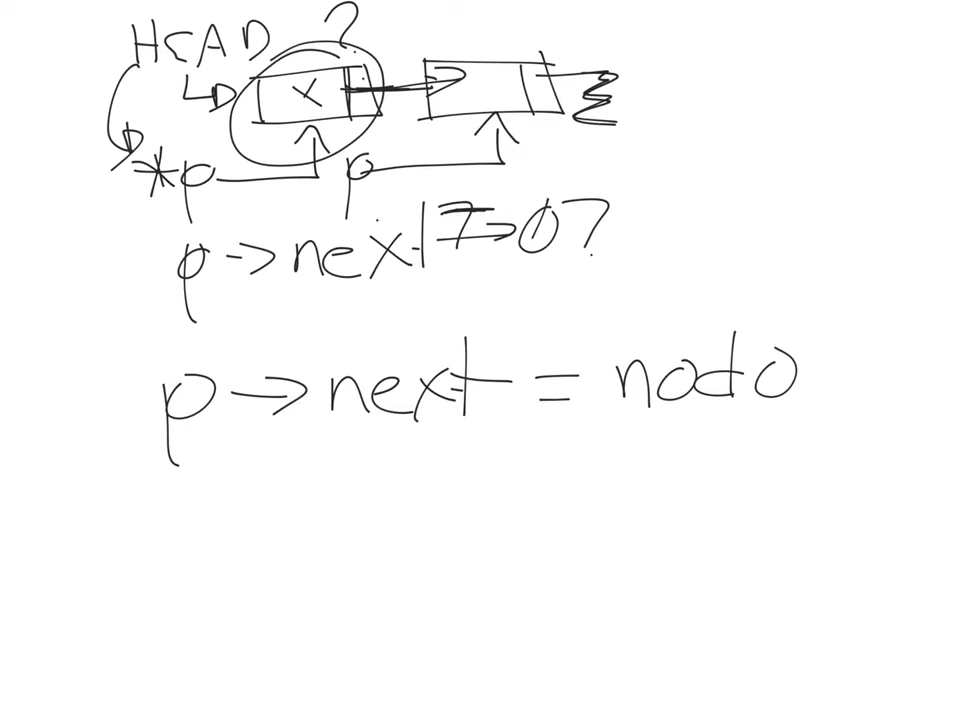 HEAD ?
X
*p p
p->next
p->next = nodo